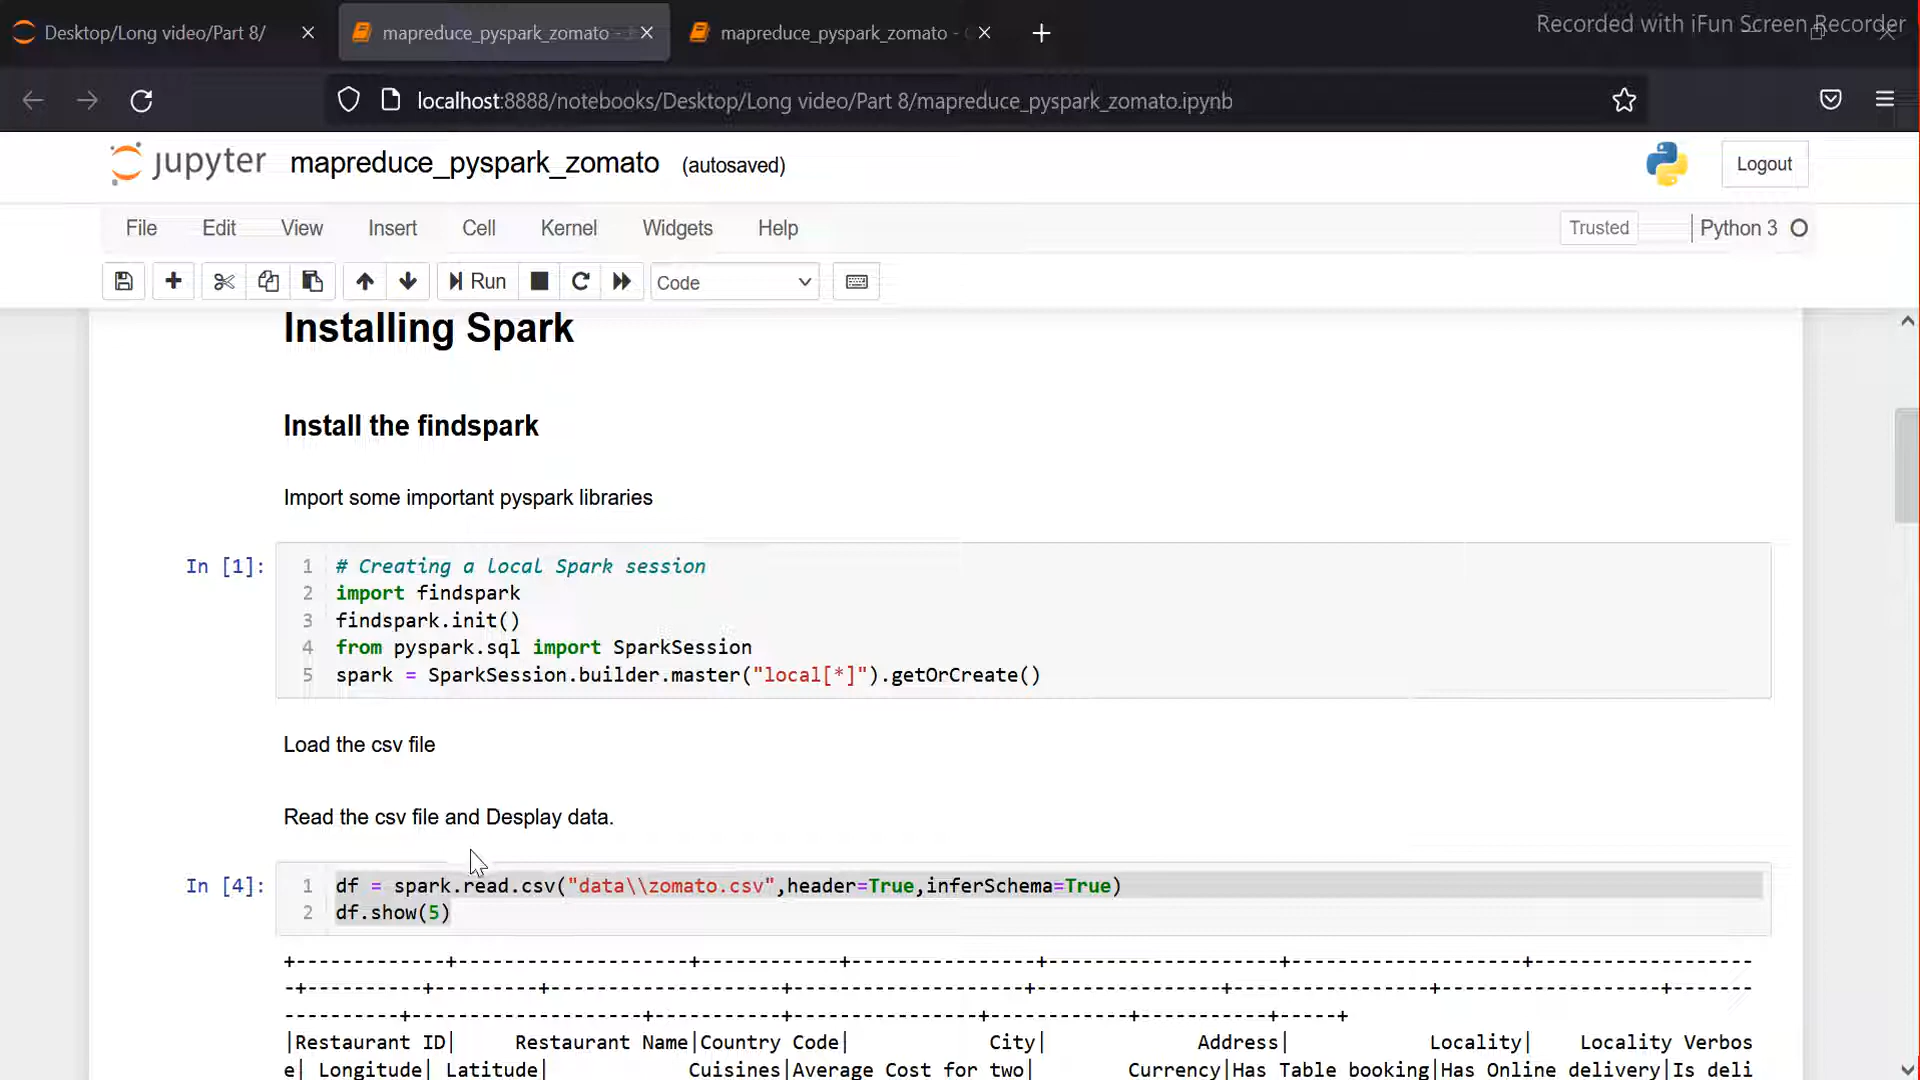 Recorded with iFun Screen Recorder
Desktop/Long video/Part 8/
mapreduce_pyspark_zomato -
mapreduce_pyspark_zomato -
localhost:8888/notebooks/Desktop/Long video/Part 8/mapreduce_pyspark_zomato.ipynb
jupyter mapreduce_pyspark_zomato (autosaved)
Logout
File Edit View Insert Cell Kernel Widgets Help Trusted Python 3
Run Code
Installing Spark
Install the findspark
Import some important pyspark libraries
In [1]: 1 # Creating a local Spark session
2 import findspark
3 findspark.init()
4 from pyspark.sql import SparkSession
5 spark = SparkSession.builder.master("local[*]").getOrCreate()
Load the csv file
Read the csv file and Desplay data.
In [4]: 1 df = spark.read.csv("data\\zomato.csv",header=True,inferSchema=True)
2 df.show(5)
+-------------+--------------------+------------+----------------+--------------------+--------------------+-------------------
-+----------+---------+--------------------+--------------------+----------------+-----------------+-------------------+-------
----------+--------------------+-----------+----------------+------------+-----------+-----+
|Restaurant ID| Restaurant Name|Country Code| City| Address| Locality| Locality Verbos
e| Longitude| Latitude| Cuisines|Average Cost for two| Currency|Has Table booking|Has Online delivery|Is deli